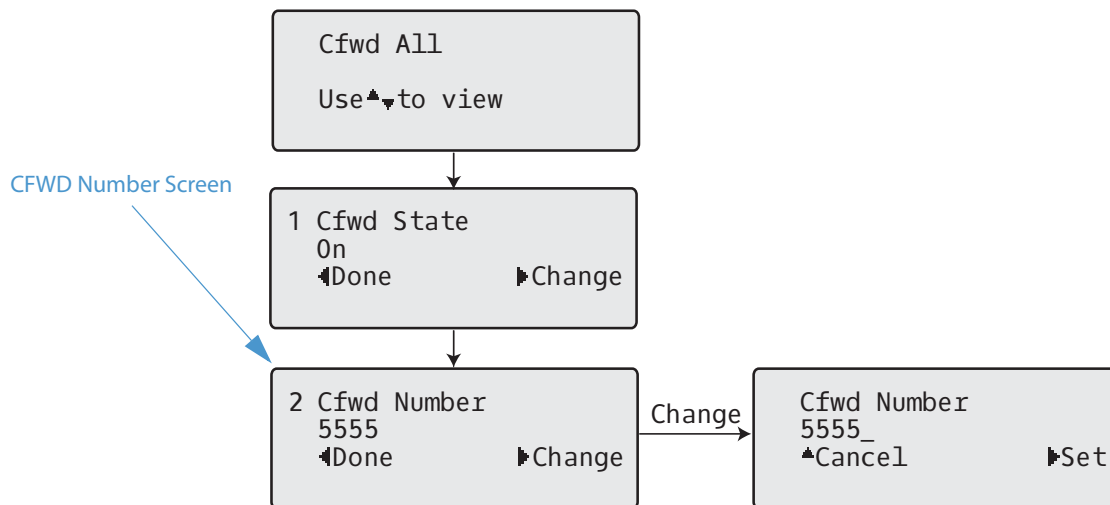 Cfwd All
Use▲▼to view
CFWD Number Screen
1 Cfwd State
On
◀Done ▶Change
2 Cfwd Number
5555
◀Done ▶Change
Change
Cfwd Number
5555_
▲Cancel ▶Set